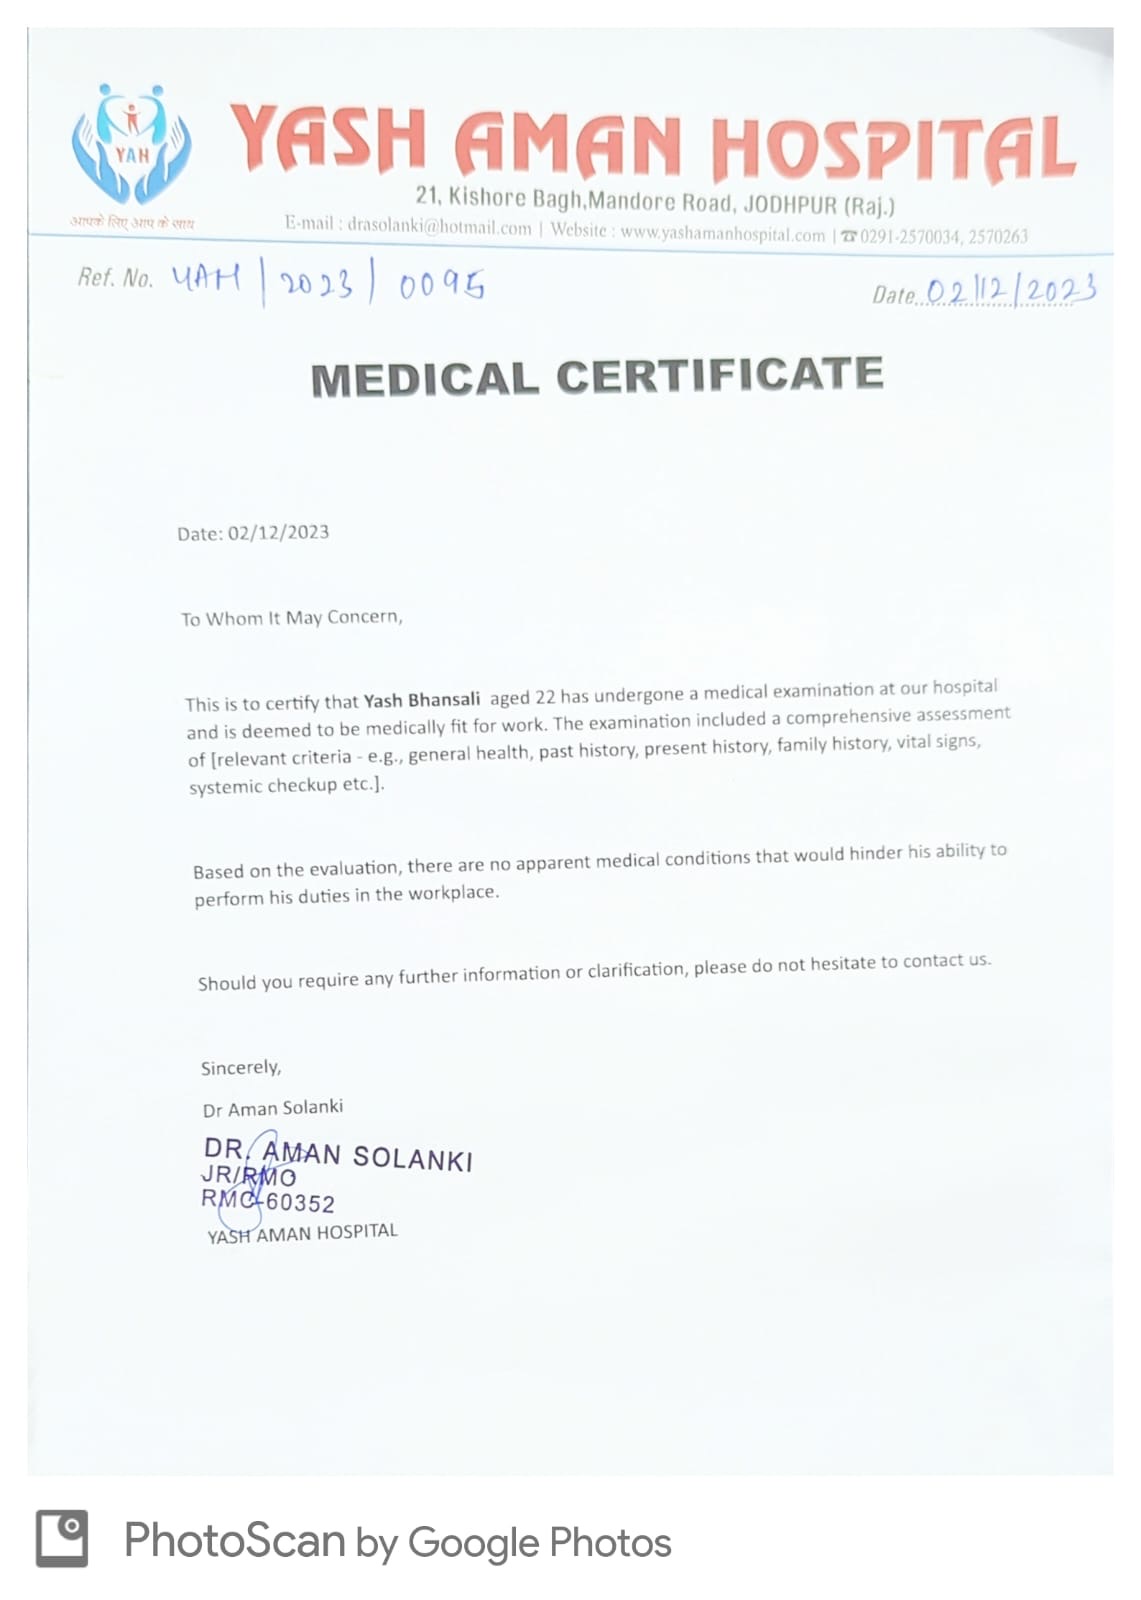 YAH
आपके लिए आप के साथ
YASH AMAN HOSPITAL
21, Kishore Bagh,Mandore Road, JODHPUR (Raj.)
E-mail : drasolanki@hotmail.com | Website : www.yashamanhospital.com | ☎ 0291-2570034, 2570263
Ref. No. YAH | 2023 | 0095
Date..02/12/2023
MEDICAL CERTIFICATE
Date: 02/12/2023
To Whom It May Concern,
This is to certify that Yash Bhansali aged 22 has undergone a medical examination at our hospital
and is deemed to be medically fit for work. The examination included a comprehensive assessment
of [relevant criteria - e.g., general health, past history, present history, family history, vital signs,
systemic checkup etc.].
Based on the evaluation, there are no apparent medical conditions that would hinder his ability to
perform his duties in the workplace.
Should you require any further information or clarification, please do not hesitate to contact us.
Sincerely,
Dr Aman Solanki
DR. AMAN SOLANKI
JR/RMO
RMC-60352
YASH AMAN HOSPITAL
PhotoScan by Google Photos